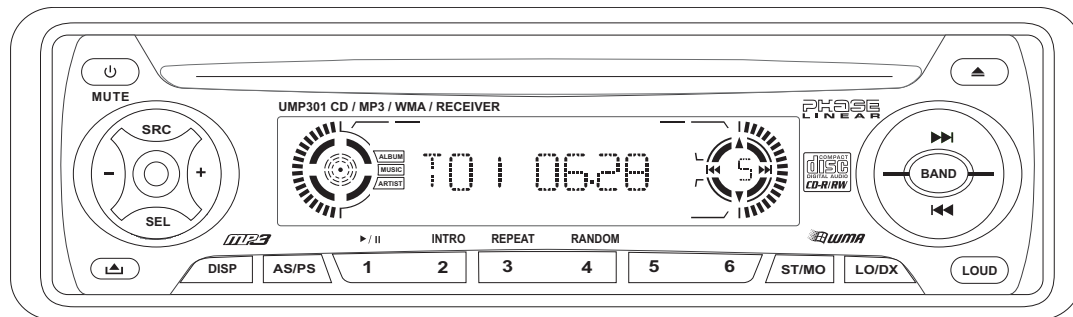 MUTE
UMP301 CD / MP3 / WMA / RECEIVER
PHASE
LINEAR
SRC
ALBUM
MUSIC
ARTIST
T01 06.28
5
COMPACT
disc
DIGITAL AUDIO
CD-R/RW
- +
SEL
BAND
MP3
/ II
INTRO
REPEAT
RANDOM
WMA
DISP
AS/PS
1
2
3
4
5
6
ST/MO
LO/DX
LOUD